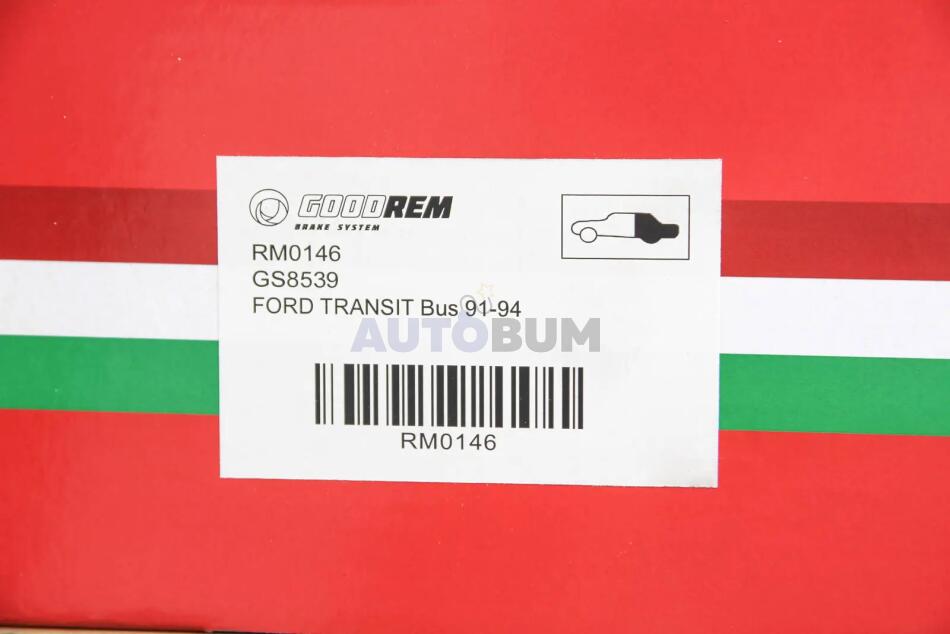 GOODREM
BRAKE SYSTEM
RM0146
GS8539
FORD TRANSIT Bus 91-94
AUTOBUM
RM0146